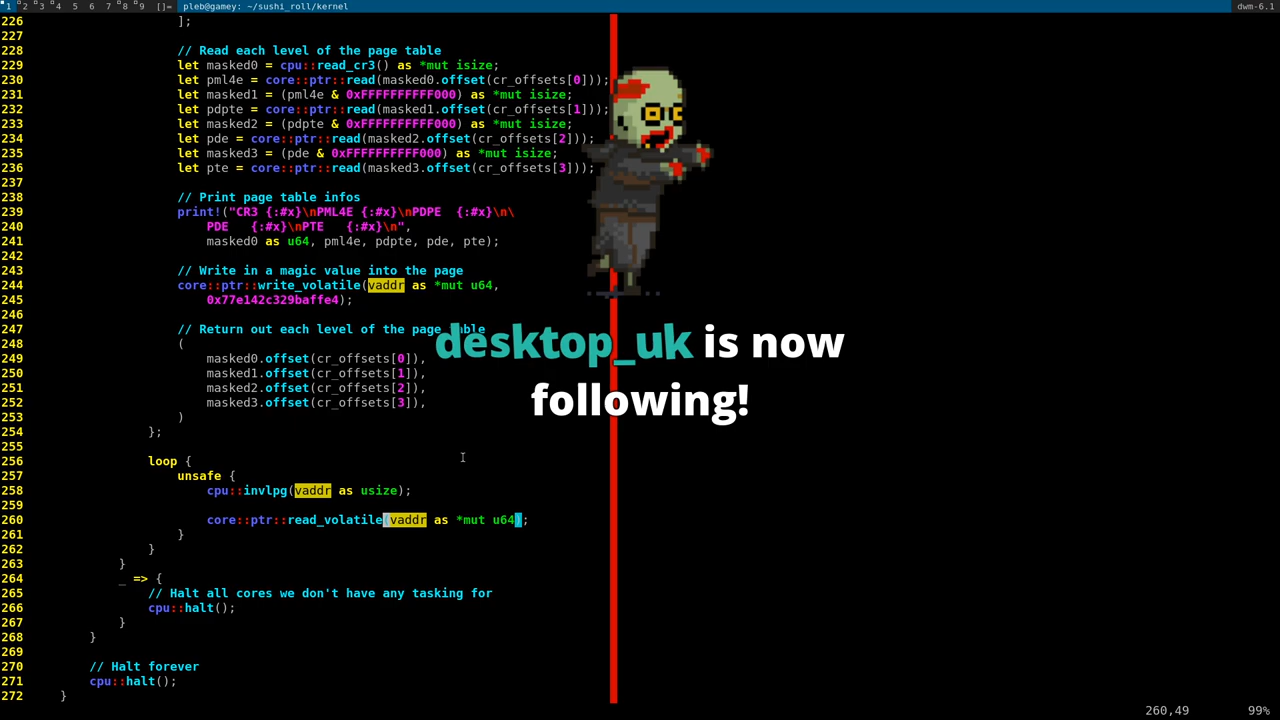 1 2 3 4 5 6 7 8 9 []= pleb@gamey: ~/sushi_roll/kernel dwm-6.1
226 ];
227
228 // Read each level of the page table
229 let masked0 = cpu::read_cr3() as *mut isize;
230 let pml4e = core::ptr::read(masked0.offset(cr_offsets[0]));
231 let masked1 = (pml4e & 0xFFFFFFFFFF000) as *mut isize;
232 let pdpte = core::ptr::read(masked1.offset(cr_offsets[1]));
233 let masked2 = (pdpte & 0xFFFFFFFFFF000) as *mut isize;
234 let pde = core::ptr::read(masked2.offset(cr_offsets[2]));
235 let masked3 = (pde & 0xFFFFFFFFFF000) as *mut isize;
236 let pte = core::ptr::read(masked3.offset(cr_offsets[3]));
237
238 // Print page table infos
239 print!("CR3 {:#x}\nPML4E {:#x}\nPDPE  {:#x}\n\
240 PDE   {:#x}\nPTE   {:#x}\n",
241 masked0 as u64, pml4e, pdpte, pde, pte);
242
243 // Write in a magic value into the page
244 core::ptr::write_volatile(vaddr as *mut u64,
245 0x77e142c329baffe4);
246
247 // Return out each level of the page table
248 (
249 masked0.offset(cr_offsets[0]),
250 masked1.offset(cr_offsets[1]),
251 masked2.offset(cr_offsets[2]),
252 masked3.offset(cr_offsets[3]),
253 )
254 };
255
256 loop {
257 unsafe {
258 cpu::invlpg(vaddr as usize);
259
260 core::ptr::read_volatile(vaddr as *mut u64);
261 }
262 }
263 }
264 _ => {
265 // Halt all cores we don't have any tasking for
266 cpu::halt();
267 }
268 }
269
270 // Halt forever
271 cpu::halt();
272 }
desktop_uk is now
following!
260,49 99%